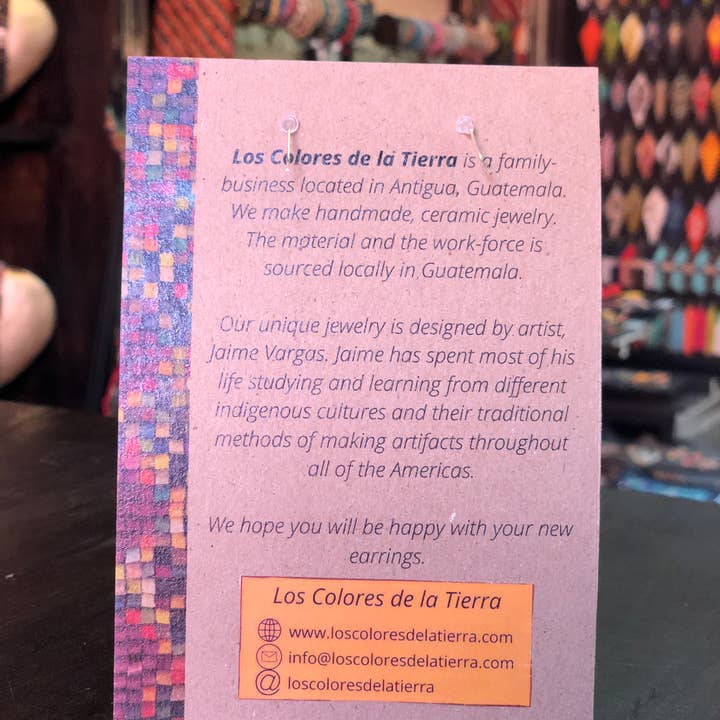 Los Colores de la Tierra is a family-
business located in Antigua, Guatemala.
We make handmade, ceramic jewelry.
The material and the work-force is
sourced locally in Guatemala.
Our unique jewelry is designed by artist,
Jaime Vargas. Jaime has spent most of his
life studying and learning from different
indigenous cultures and their traditional
methods of making artifacts throughout
all of the Americas.
We hope you will be happy with your new
earrings.
Los Colores de la Tierra
www.loscoloresdelatierra.com
info@loscoloresdelatierra.com
@ loscoloresdelatierra